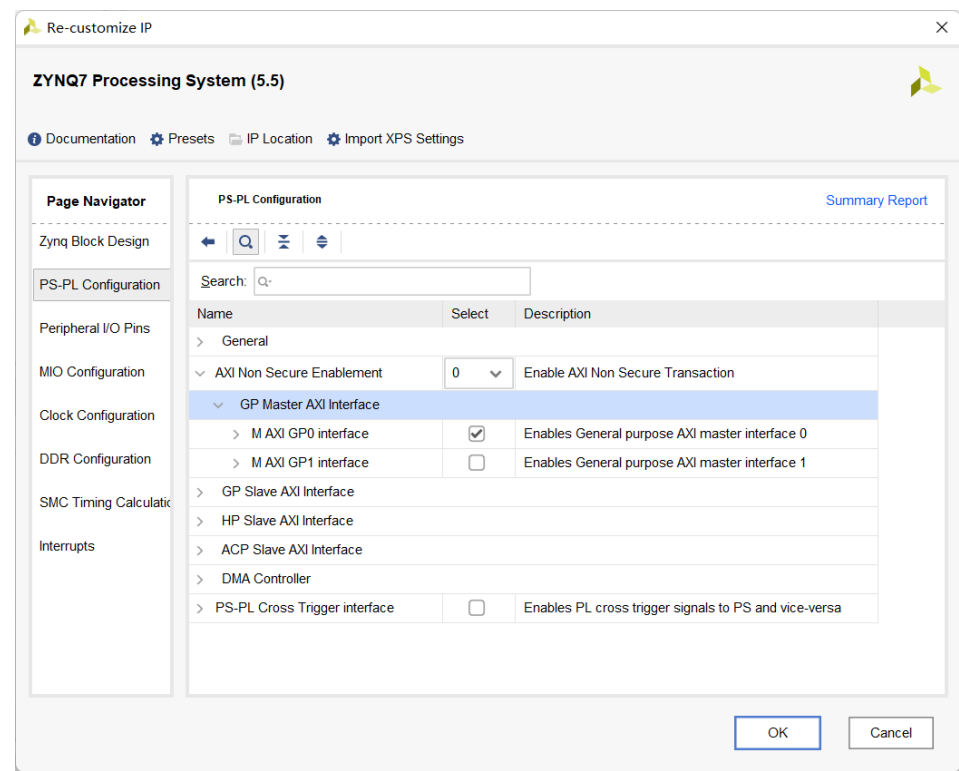 Re-customize IP
ZYNQ7 Processing System (5.5)
Documentation Presets IP Location Import XPS Settings
Page Navigator
Zynq Block Design
PS-PL Configuration
Peripheral I/O Pins
MIO Configuration
Clock Configuration
DDR Configuration
SMC Timing Calculatic
Interrupts
PS-PL Configuration Summary Report
Search:
Name Select Description
General
AXI Non Secure Enablement 0 Enable AXI Non Secure Transaction
GP Master AXI Interface
M AXI GP0 interface Enables General purpose AXI master interface 0
M AXI GP1 interface Enables General purpose AXI master interface 1
GP Slave AXI Interface
HP Slave AXI Interface
ACP Slave AXI Interface
DMA Controller
PS-PL Cross Trigger interface Enables PL cross trigger signals to PS and vice-versa
OK Cancel